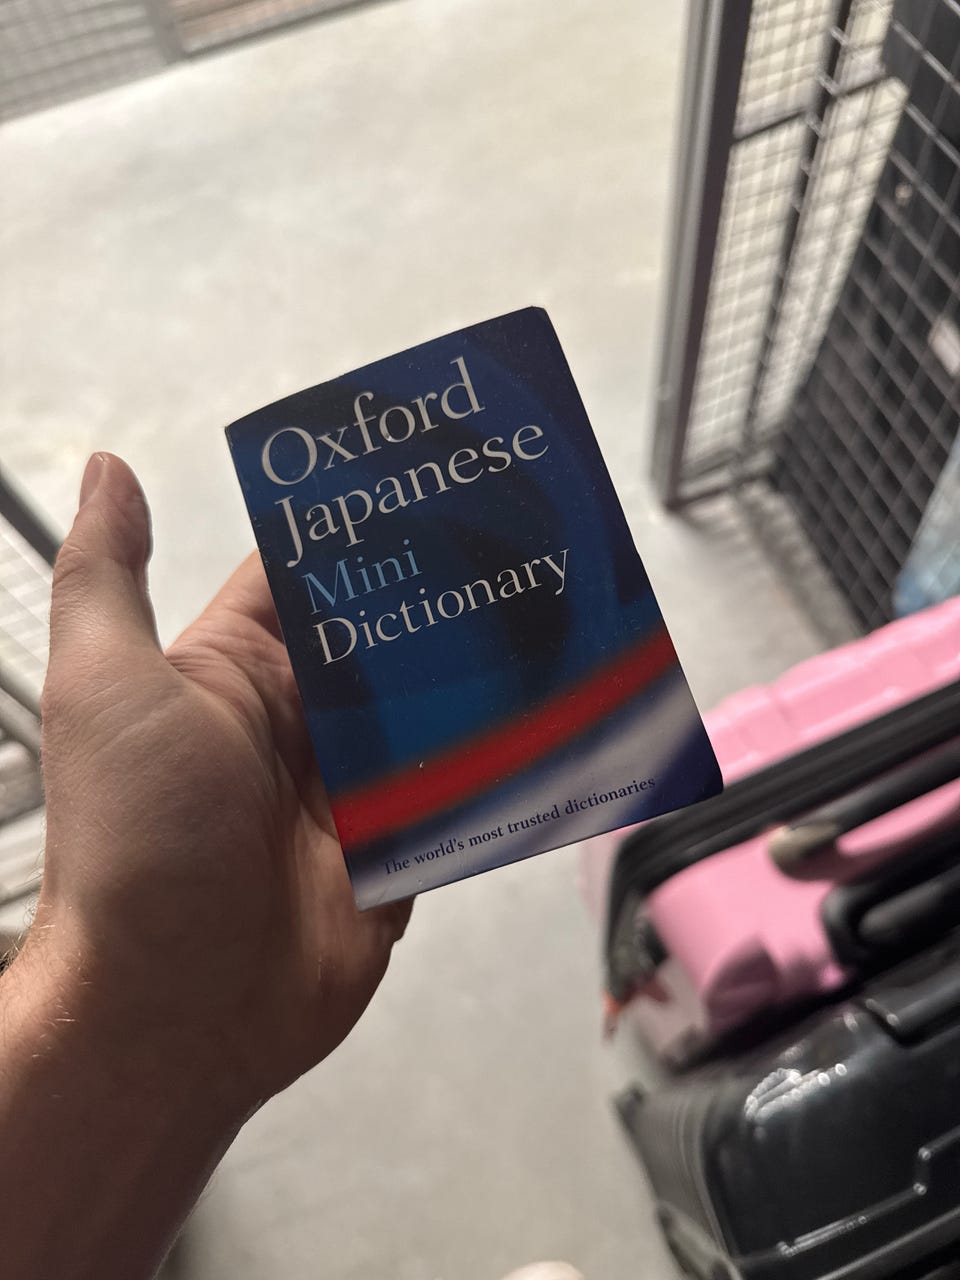 Oxford
Japanese
Mini
Dictionary
The world's most trusted dictionaries